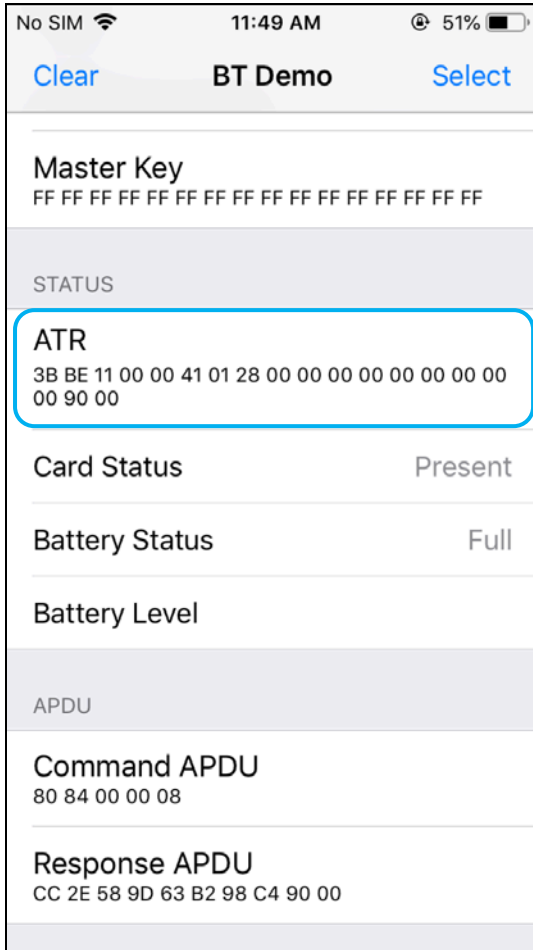 No SIM 11:49 AM 51%
Clear BT Demo Select
Master Key
FF FF FF FF FF FF FF FF FF FF FF FF FF FF FF FF
STATUS
ATR
3B BE 11 00 00 41 01 28 00 00 00 00 00 00 00 00
00 90 00
Card Status Present
Battery Status Full
Battery Level
APDU
Command APDU
80 84 00 00 08
Response APDU
CC 2E 58 9D 63 B2 98 C4 90 00